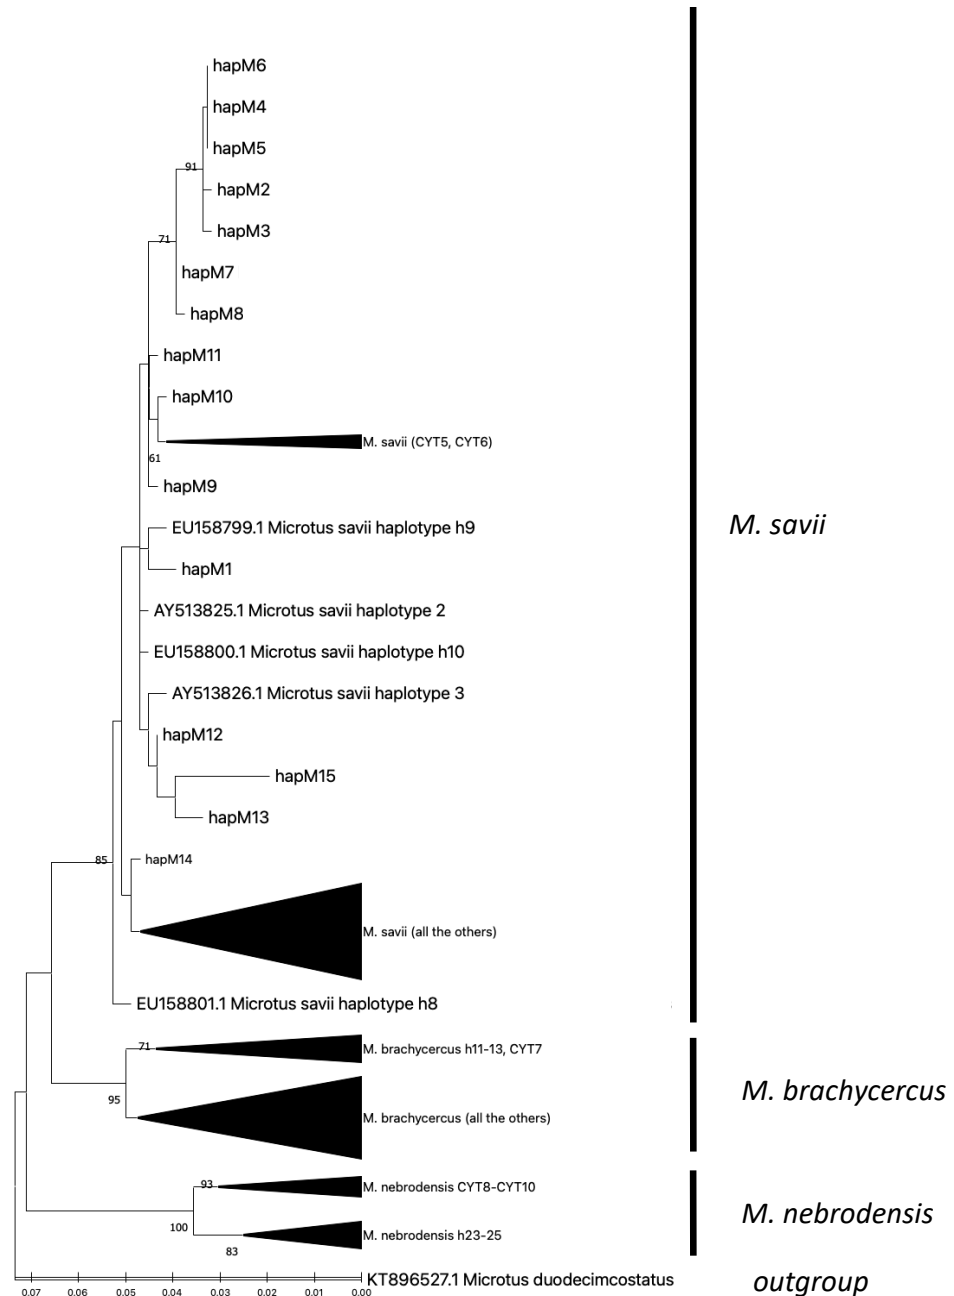 hapM6
hapM4
hapM5
91
hapM2
hapM3
71
hapM7
hapM8
hapM11
hapM10
M. savii (CYT5, CYT6)
61
hapM9
EU158799.1 Microtus savii haplotype h9
M. savii
hapM1
AY513825.1 Microtus savii haplotype 2
EU158800.1 Microtus savii haplotype h10
AY513826.1 Microtus savii haplotype 3
hapM12
hapM15
hapM13
85
hapM14
M. savii (all the others)
EU158801.1 Microtus savii haplotype h8
71
M. brachycercus h11-13, CYT7
M. brachycercus
95
M. brachycercus (all the others)
93
M. nebrodensis CYT8-CYT10
M. nebrodensis
100
M. nebrodensis h23-25
83
KT896527.1 Microtus duodecimcostatus
outgroup
0.07 0.06 0.05 0.04 0.03 0.02 0.01 0.00